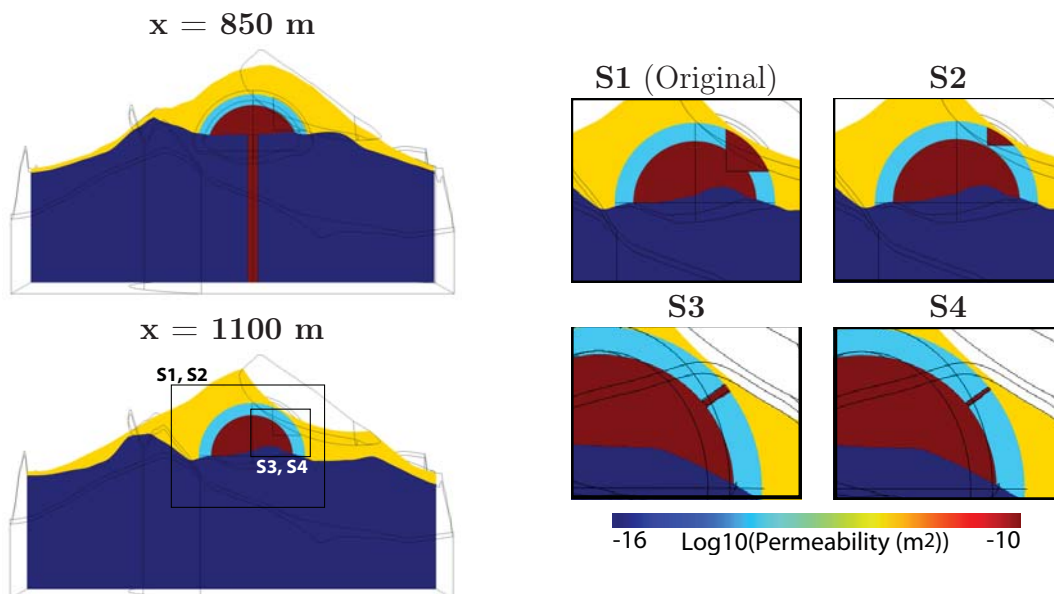 x = 850 m
S1 (Original)
S2
x = 1100 m
S1, S2
S3, S4
S3
S4
-16
Log10(Permeability (m²))
-10